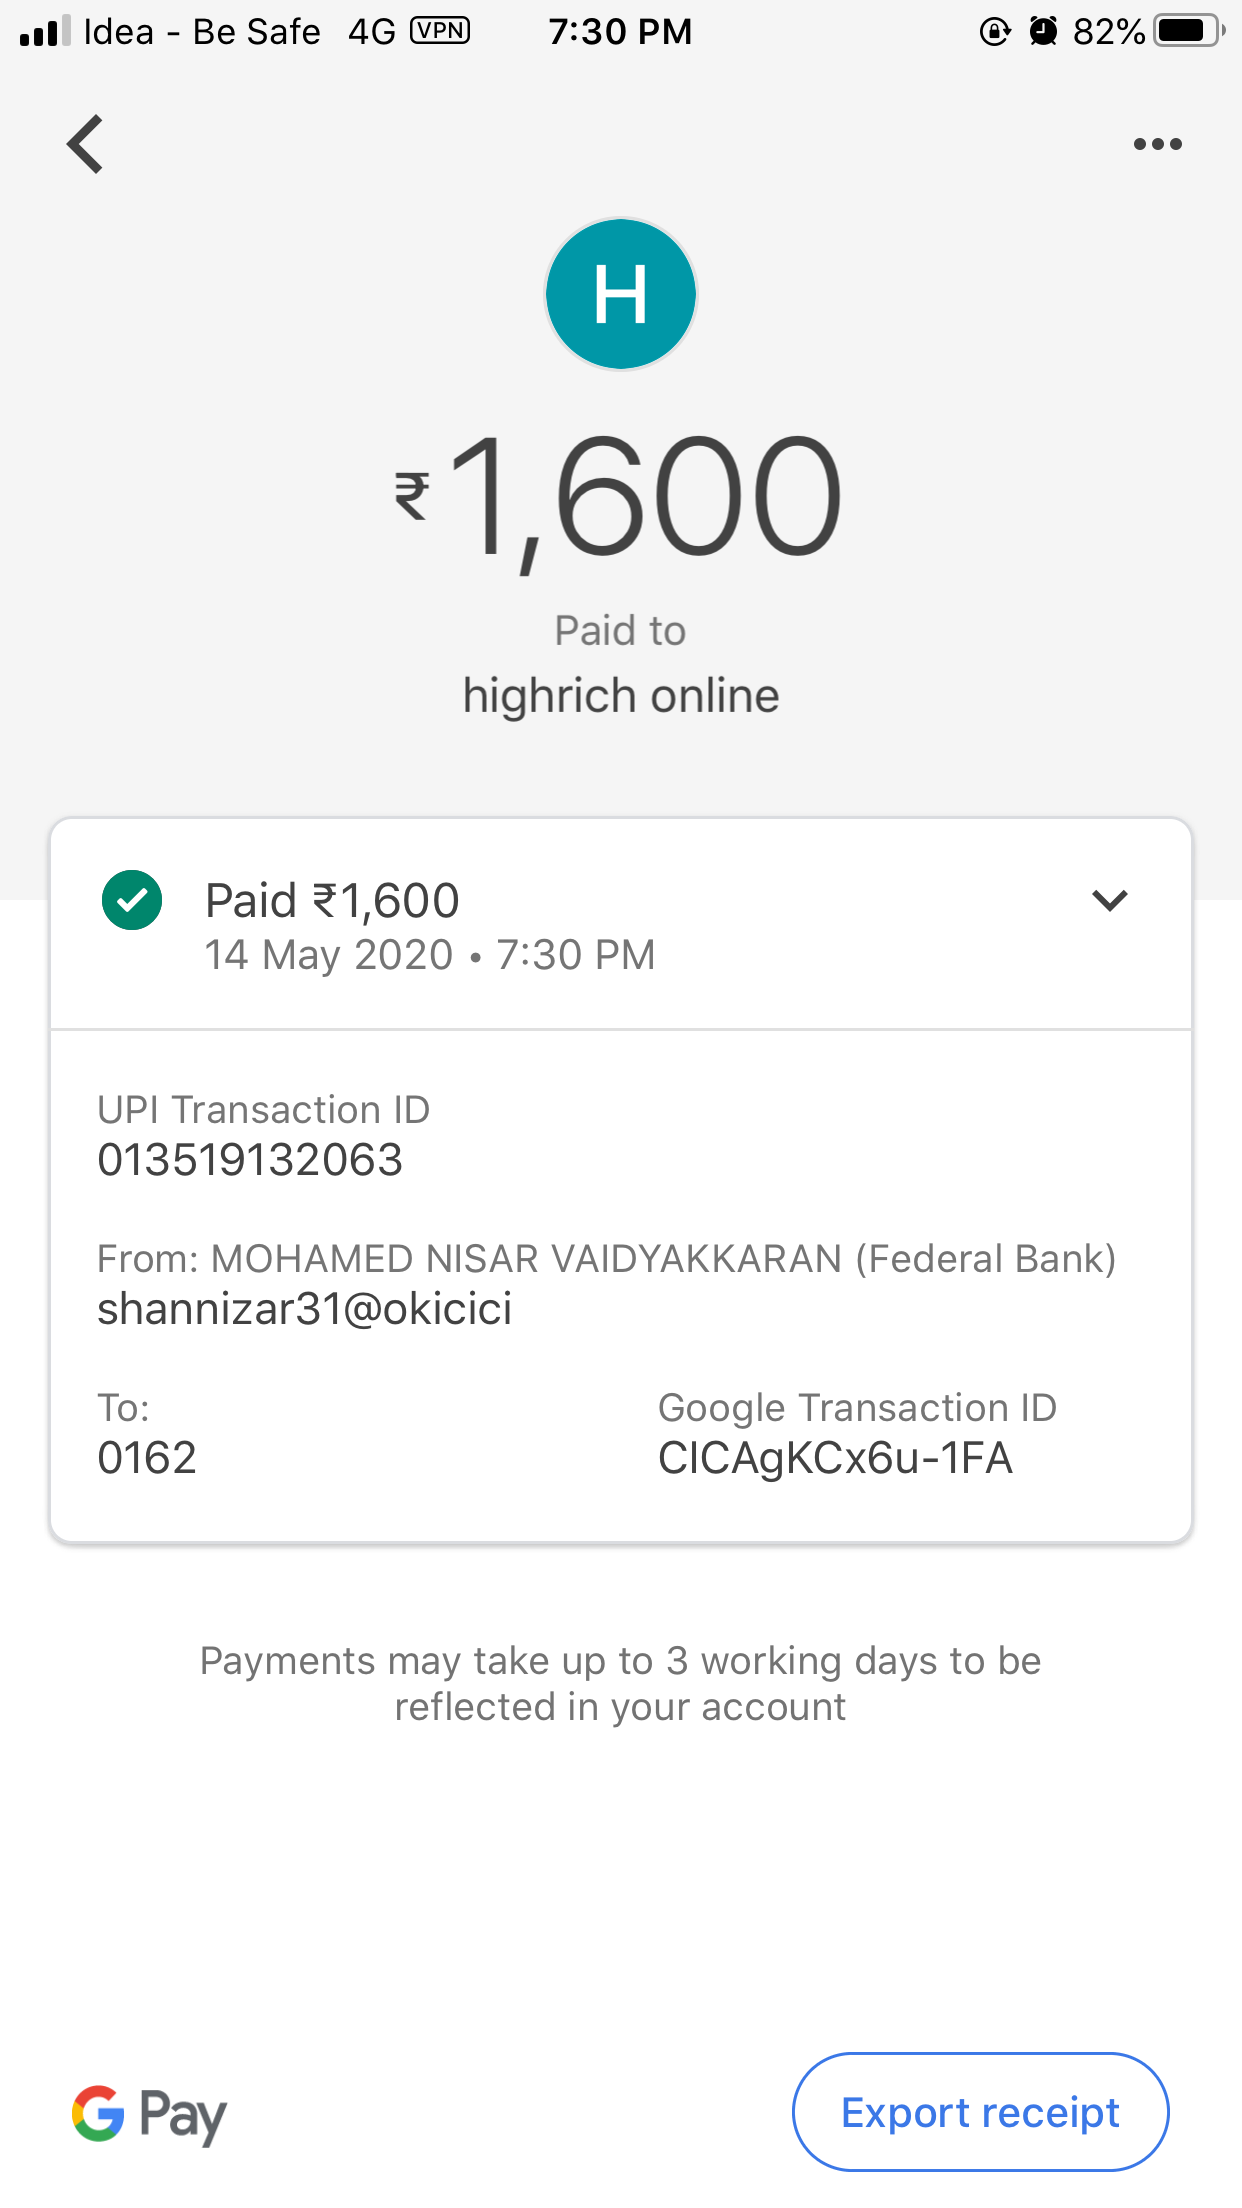 Idea - Be Safe 4G VPN 7:30 PM 82%
H
₹1,600
Paid to
highrich online
Paid ₹1,600
14 May 2020 • 7:30 PM
UPI Transaction ID
013519132063
From: MOHAMED NISAR VAIDYAKKARAN (Federal Bank)
shannizar31@okicici
To:
0162
Google Transaction ID
CICAgKCx6u-1FA
Payments may take up to 3 working days to be
reflected in your account
G Pay
Export receipt